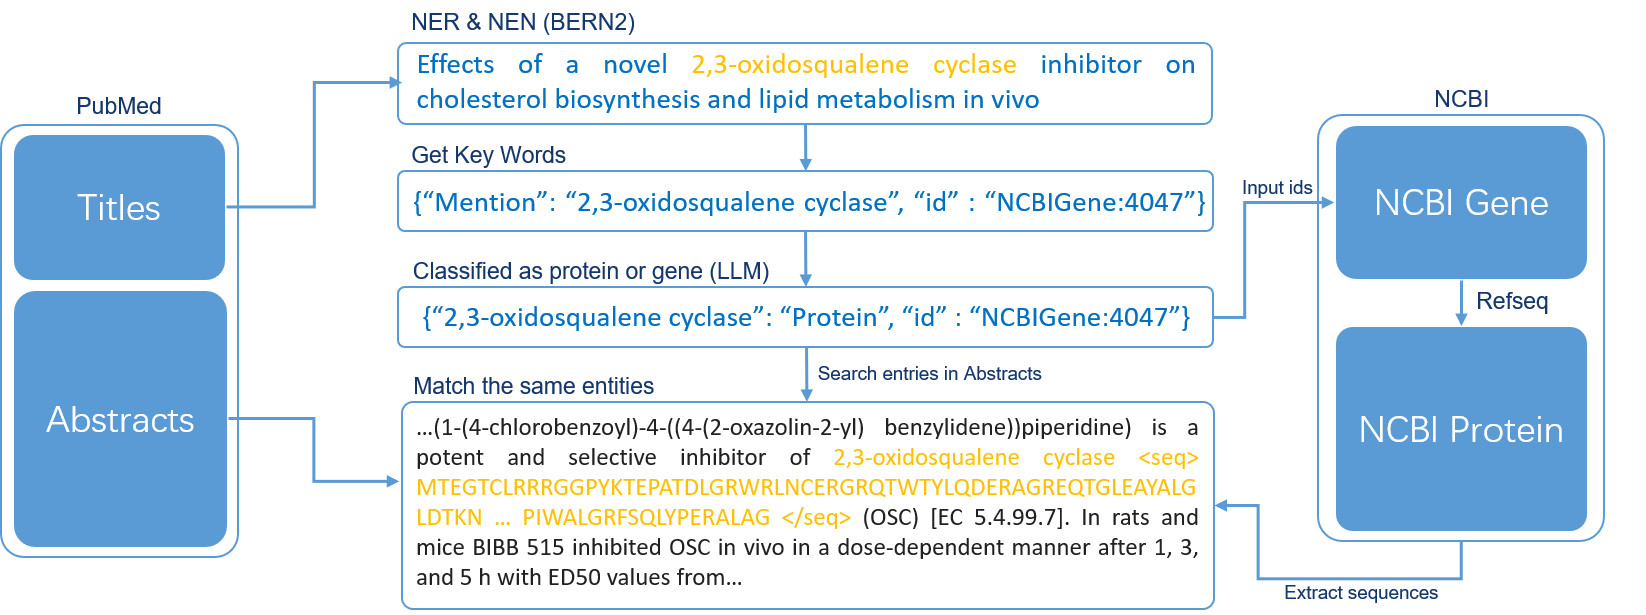 PubMed
Titles
Abstracts
NER & NEN (BERN2)
Effects of a novel 2,3-oxidosqualene cyclase inhibitor on
cholesterol biosynthesis and lipid metabolism in vivo
Get Key Words
{“Mention”: “2,3-oxidosqualene cyclase”, “id” : “NCBIGene:4047”}
Classified as protein or gene (LLM)
{“2,3-oxidosqualene cyclase”: “Protein”, “id” : “NCBIGene:4047”}
Search entries in Abstracts
Match the same entities
…(1-(4-chlorobenzoyl)-4-((4-(2-oxazolin-2-yl) benzylidene))piperidine) is a
potent and selective inhibitor of 2,3-oxidosqualene cyclase <seq>
MTEGTCLRRRGGPYKTEPATDLGRWRLNCERGRQTWTYLQDERAGREQTGLEAYALG
LDTKN … PIWALGRFSQLYPERALAG </seq> (OSC) [EC 5.4.99.7]. In rats and
mice BIBB 515 inhibited OSC in vivo in a dose-dependent manner after 1, 3,
and 5 h with ED50 values from…
NCBI
Input ids
NCBI Gene
Refseq
NCBI Protein
Extract sequences